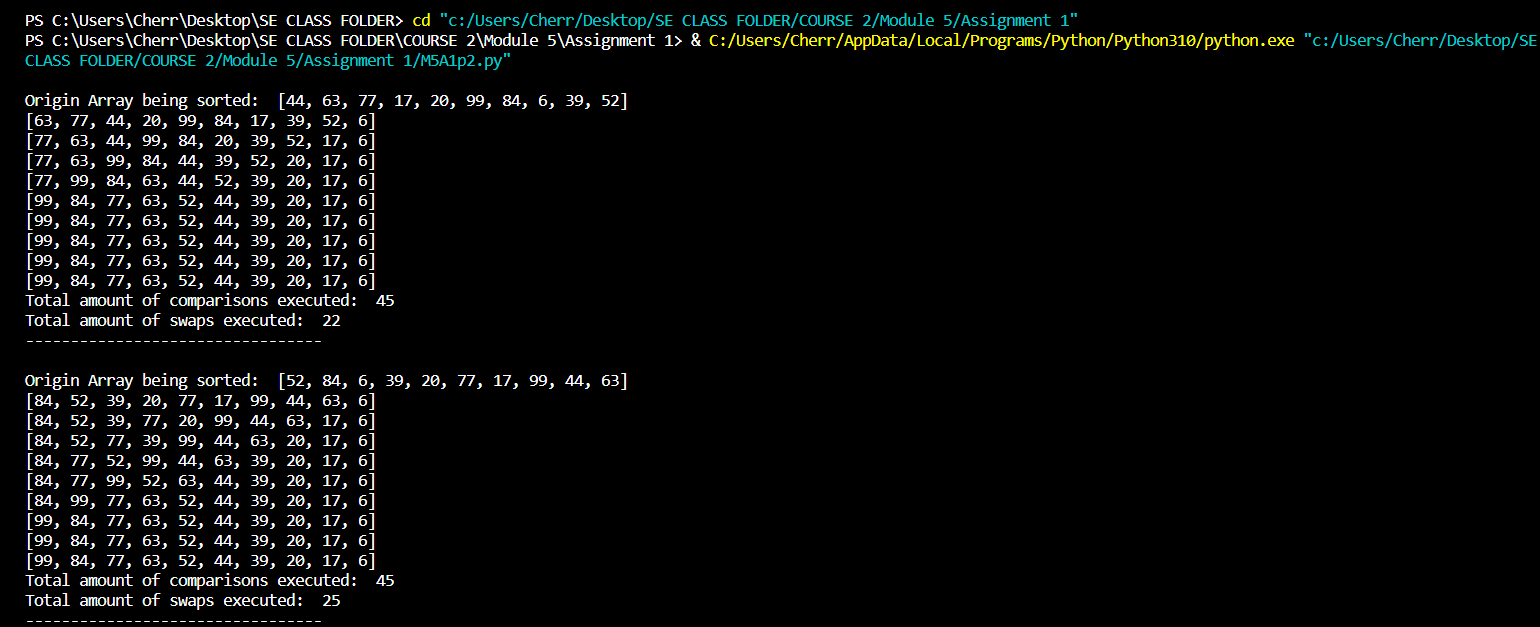 PS C:\Users\Cherr\Desktop\SE CLASS FOLDER> cd "c:/Users/Cherr/Desktop/SE CLASS FOLDER/COURSE 2/Module 5/Assignment 1"
PS C:\Users\Cherr\Desktop\SE CLASS FOLDER\COURSE 2\Module 5\Assignment 1> & C:/Users/Cherr/AppData/Local/Programs/Python/Python310/python.exe "c:/Users/Cherr/Desktop/SE
CLASS FOLDER/COURSE 2/Module 5/Assignment 1/M5A1p2.py"
Origin Array being sorted:  [44, 63, 77, 17, 20, 99, 84, 6, 39, 52]
[63, 77, 44, 20, 99, 84, 17, 39, 52, 6]
[77, 63, 44, 99, 84, 20, 39, 52, 17, 6]
[77, 63, 99, 84, 44, 39, 52, 20, 17, 6]
[77, 99, 84, 63, 44, 52, 39, 20, 17, 6]
[99, 84, 77, 63, 52, 44, 39, 20, 17, 6]
[99, 84, 77, 63, 52, 44, 39, 20, 17, 6]
[99, 84, 77, 63, 52, 44, 39, 20, 17, 6]
[99, 84, 77, 63, 52, 44, 39, 20, 17, 6]
[99, 84, 77, 63, 52, 44, 39, 20, 17, 6]
Total amount of comparisons executed:  45
Total amount of swaps executed:  22
---------------------------------
Origin Array being sorted:  [52, 84, 6, 39, 20, 77, 17, 99, 44, 63]
[84, 52, 39, 20, 77, 17, 99, 44, 63, 6]
[84, 52, 39, 77, 20, 99, 44, 63, 17, 6]
[84, 52, 77, 39, 99, 44, 63, 20, 17, 6]
[84, 77, 52, 99, 44, 63, 39, 20, 17, 6]
[84, 77, 99, 52, 63, 44, 39, 20, 17, 6]
[84, 99, 77, 63, 52, 44, 39, 20, 17, 6]
[99, 84, 77, 63, 52, 44, 39, 20, 17, 6]
[99, 84, 77, 63, 52, 44, 39, 20, 17, 6]
[99, 84, 77, 63, 52, 44, 39, 20, 17, 6]
Total amount of comparisons executed:  45
Total amount of swaps executed:  25
---------------------------------